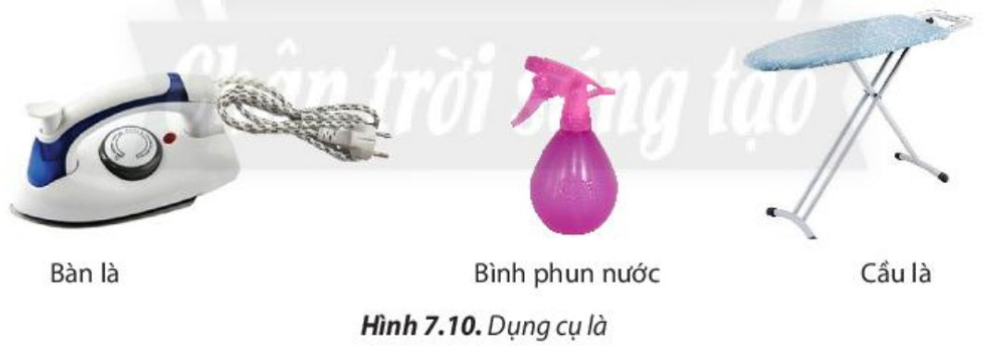 Chân trời sáng tạo
Bàn là
Bình phun nước
Cầu là
Hình 7.10. Dụng cụ là